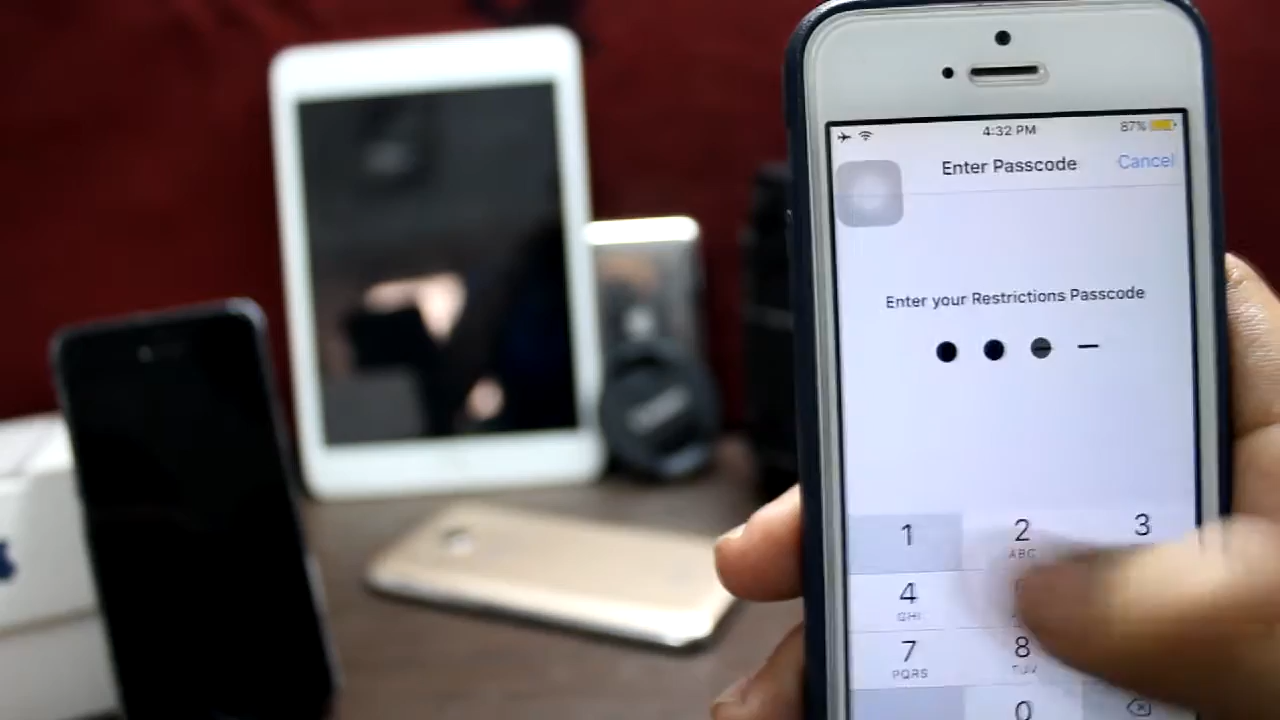 4:32 PM
87%
Enter Passcode
Cancel
Enter your Restrictions Passcode
1
2
3
ABC
4
GHI
7
8
PQRS
TUV
0